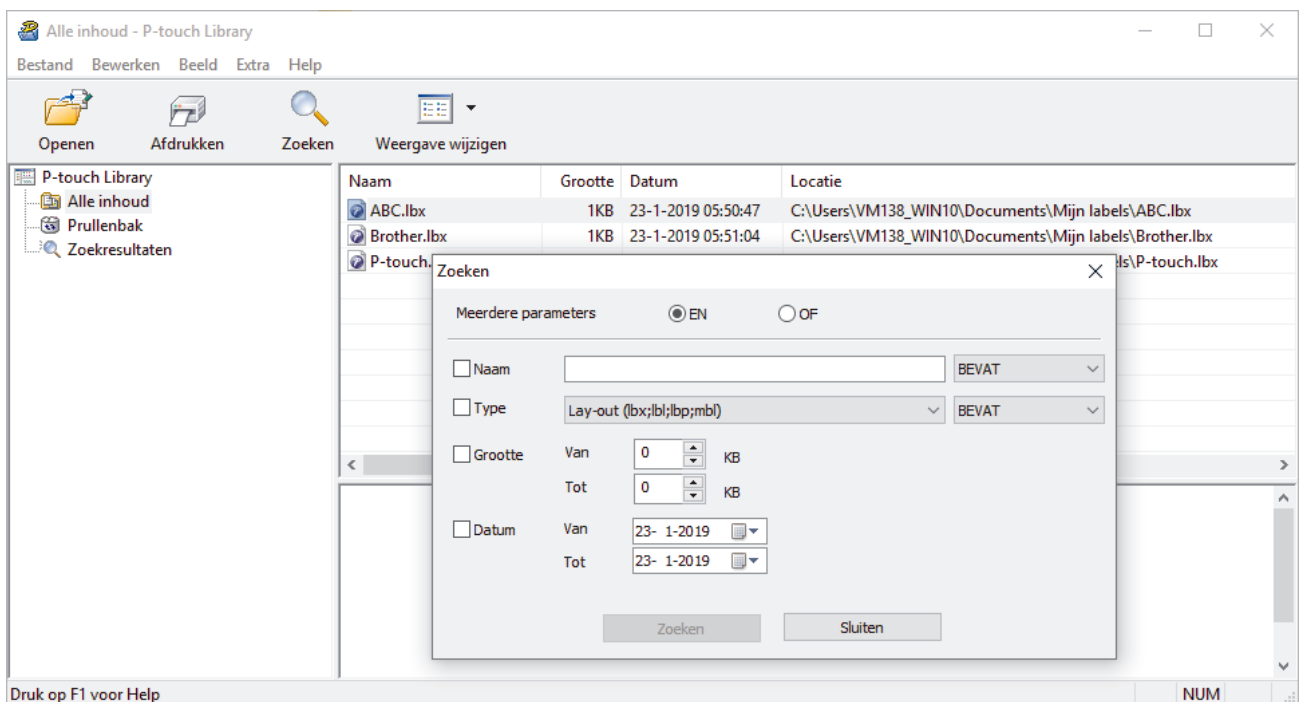 Alle inhoud - P-touch Library
Bestand Bewerken Beeld Extra Help
Openen Afdrukken Zoeken Weergave wijzigen
P-touch Library
Alle inhoud
Prullenbak
Zoekresultaten
Naam Grootte Datum Locatie
ABC.lbx 1KB 23-1-2019 05:50:47 C:\Users\VM138_WIN10\Documents\Mijn labels\ABC.lbx
Brother.lbx 1KB 23-1-2019 05:51:04 C:\Users\VM138_WIN10\Documents\Mijn labels\Brother.lbx
P-touch. ls\P-touch.lbx
Zoeken
Meerdere parameters EN OF
Naam BEVAT
Type Lay-out (lbx;lbl;lbp;mbl) BEVAT
Grootte Van 0 KB
Tot 0 KB
Datum Van 23- 1-2019
Tot 23- 1-2019
Zoeken Sluiten
Druk op F1 voor Help NUM